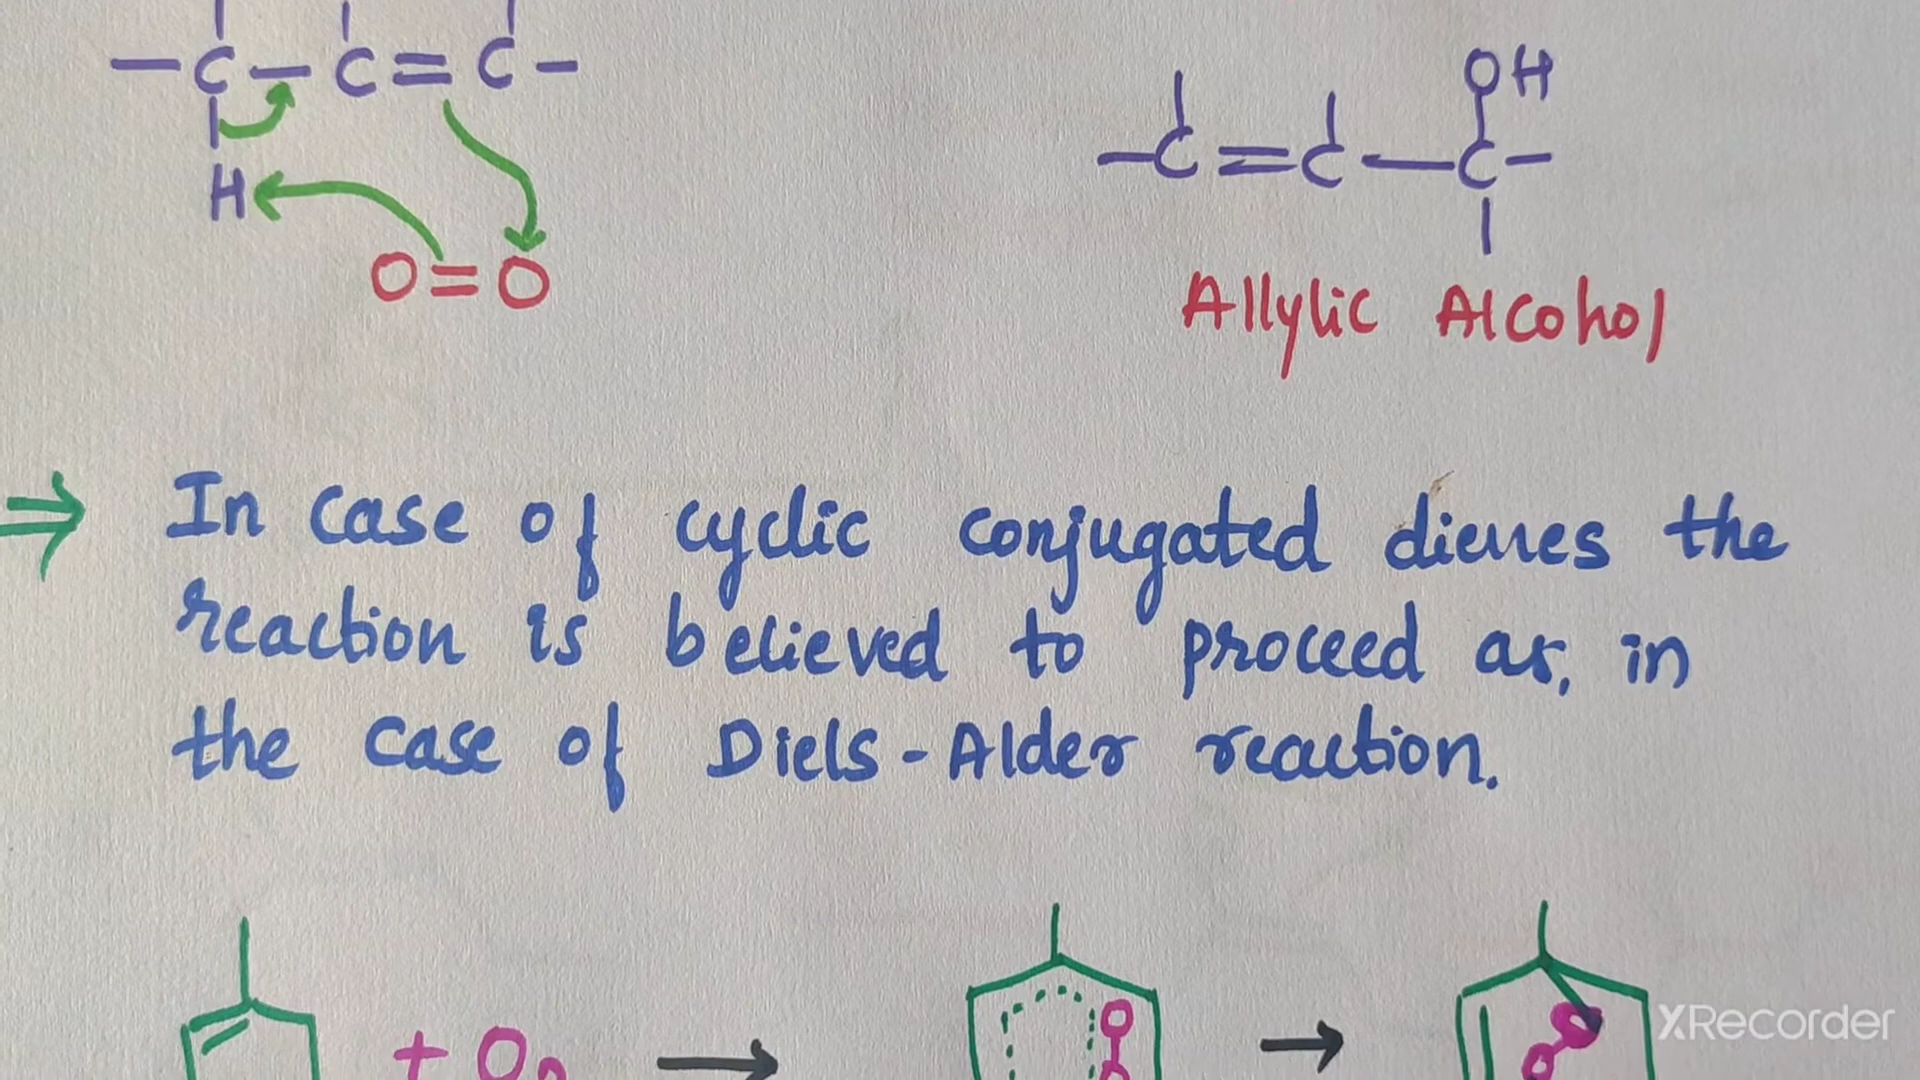 — C — C = C —
H
O = O
OH
— C = C — C —
Allylic Alcohol
⇒ In case of cyclic conjugated dienes the
reaction is believed to proceed as, in
the case of Diels-Alder reaction.
+ O₂ →
O
→
O
O
XRecorder